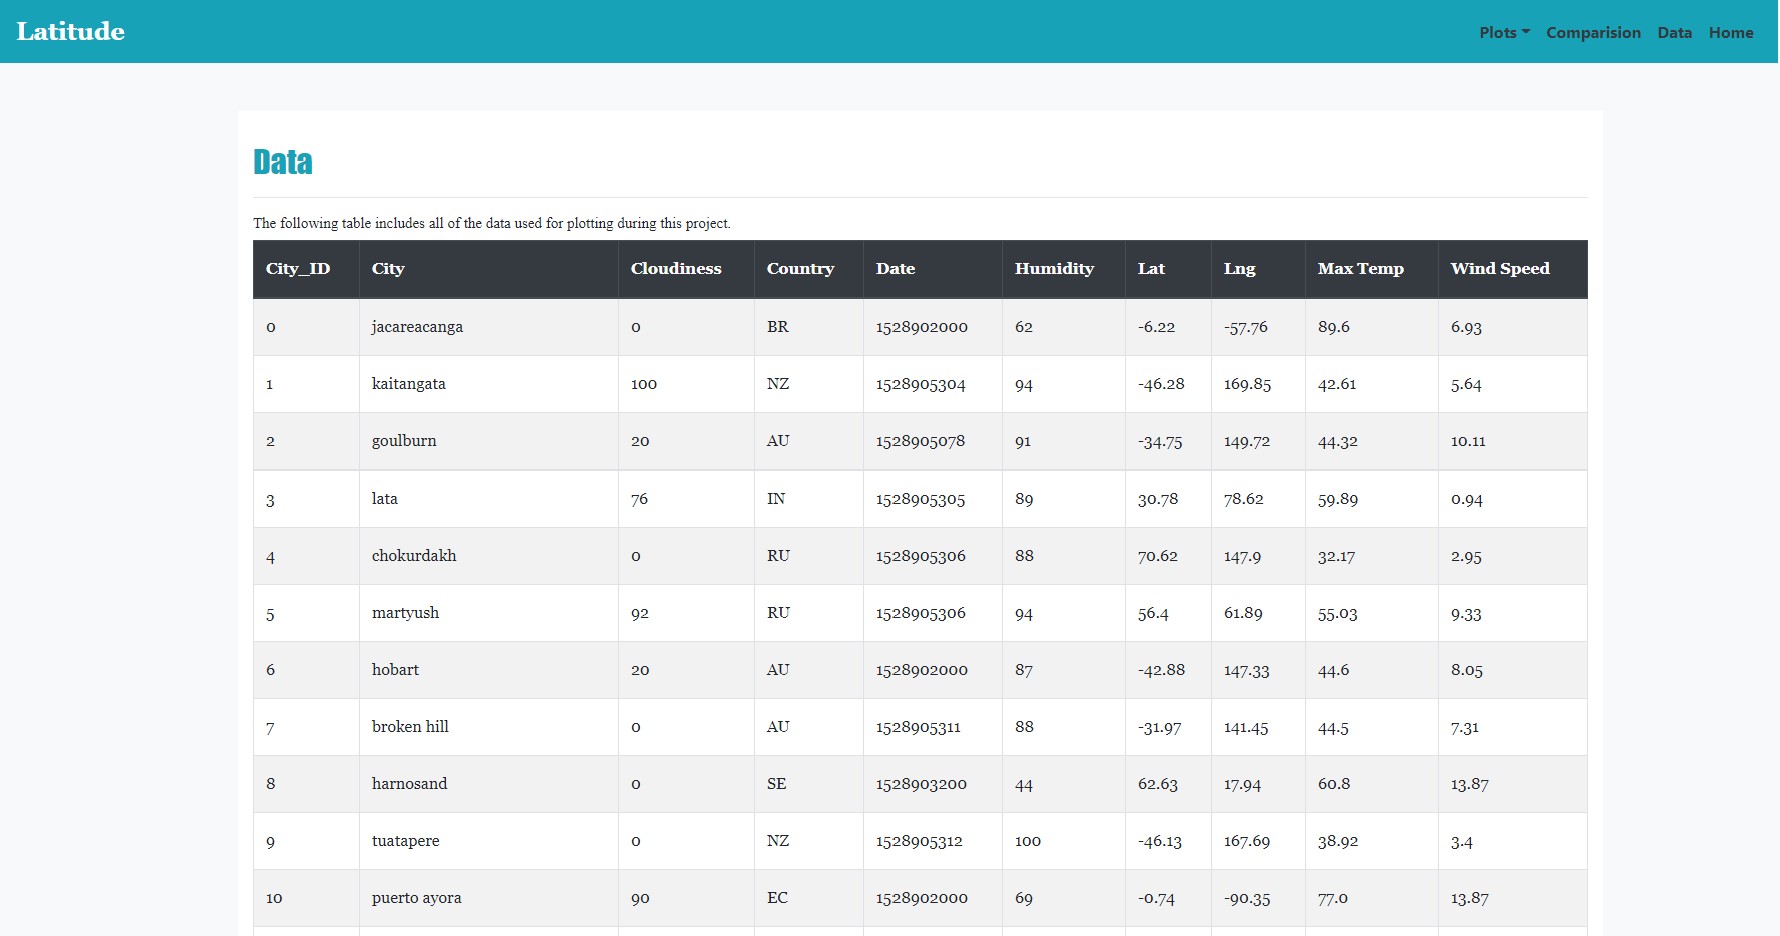 Latitude
Plots Comparision Data Home
Data
The following table includes all of the data used for plotting during this project.
City_ID City Cloudiness Country Date Humidity Lat Lng Max Temp Wind Speed
0 jacareacanga 0 BR 1528902000 62 -6.22 -57.76 89.6 6.93
1 kaitangata 100 NZ 1528905304 94 -46.28 169.85 42.61 5.64
2 goulburn 20 AU 1528905078 91 -34.75 149.72 44.32 10.11
3 lata 76 IN 1528905305 89 30.78 78.62 59.89 0.94
4 chokurdakh 0 RU 1528905306 88 70.62 147.9 32.17 2.95
5 martyush 92 RU 1528905306 94 56.4 61.89 55.03 9.33
6 hobart 20 AU 1528902000 87 -42.88 147.33 44.6 8.05
7 broken hill 0 AU 1528905311 88 -31.97 141.45 44.5 7.31
8 harnosand 0 SE 1528903200 44 62.63 17.94 60.8 13.87
9 tuatapere 0 NZ 1528905312 100 -46.13 167.69 38.92 3.4
10 puerto ayora 90 EC 1528902000 69 -0.74 -90.35 77.0 13.87